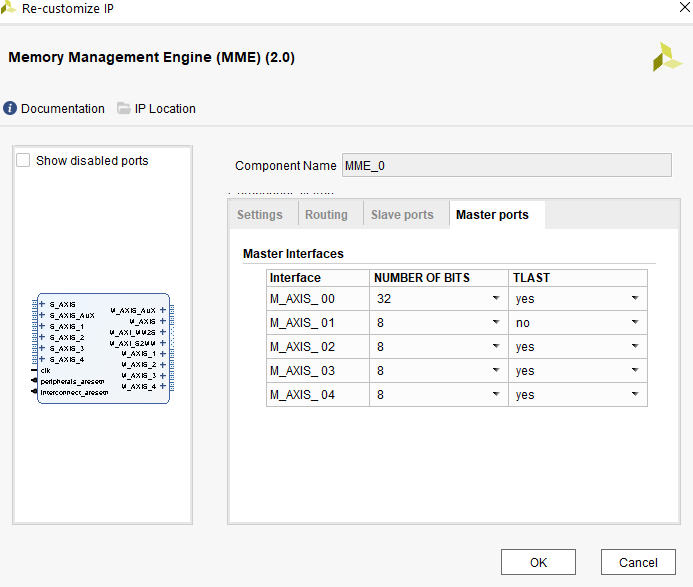 Re-customize IP
Memory Management Engine (MME) (2.0)
Documentation IP Location
Show disabled ports
Component Name MME_0
Settings Routing Slave ports Master ports
Master Interfaces
Interface NUMBER OF BITS TLAST
M_AXIS_ 00 32 yes
M_AXIS_ 01 8 no
M_AXIS_ 02 8 yes
M_AXIS_ 03 8 yes
M_AXIS_ 04 8 yes
S_AXIS
S_AXIS_AUX
S_AXIS_1
S_AXIS_2
S_AXIS_3
S_AXIS_4
clk
peripherals_aresetn
interconnect_aresetn
M_AXIS_AUX
M_AXIS
M_AXI_MM2S
M_AXI_S2MM
M_AXIS_1
M_AXIS_2
M_AXIS_3
M_AXIS_4
OK Cancel